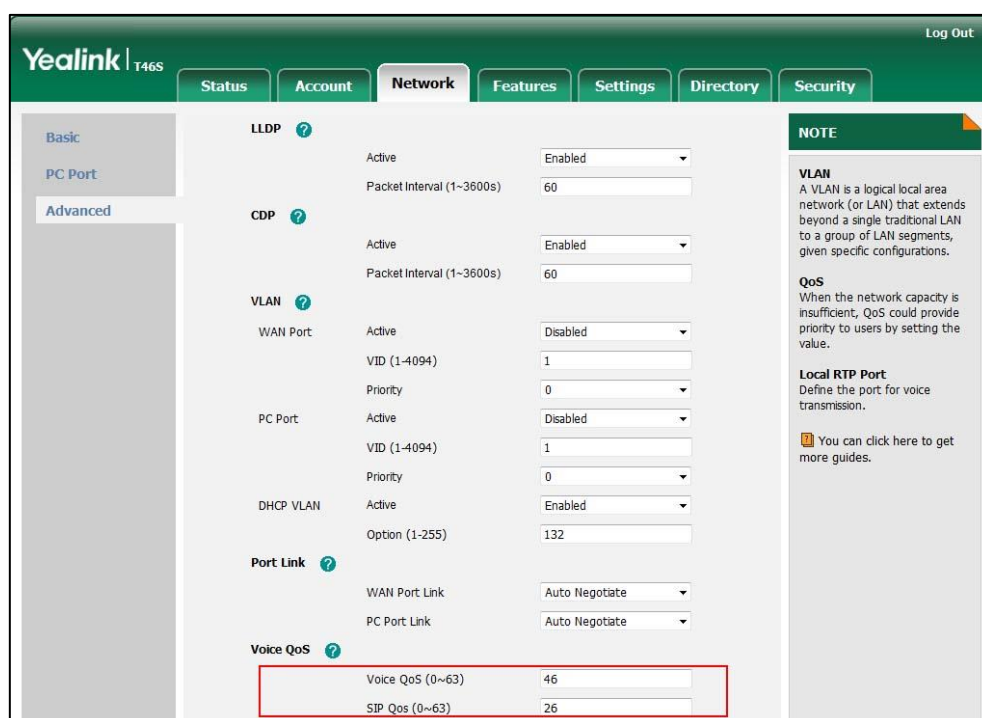 Log Out
Yealink T46S
Status Account Network Features Settings Directory Security
Basic
PC Port
Advanced
LLDP ?
Active Enabled
Packet Interval (1~3600s) 60
CDP ?
Active Enabled
Packet Interval (1~3600s) 60
VLAN ?
WAN Port Active Disabled
VID (1-4094) 1
Priority 0
PC Port Active Disabled
VID (1-4094) 1
Priority 0
DHCP VLAN Active Enabled
Option (1-255) 132
Port Link ?
WAN Port Link Auto Negotiate
PC Port Link Auto Negotiate
Voice QoS ?
Voice QoS (0~63) 46
SIP Qos (0~63) 26
NOTE
VLAN
A VLAN is a logical local area
network (or LAN) that extends
beyond a single traditional LAN
to a group of LAN segments,
given specific configurations.
QoS
When the network capacity is
insufficient, QoS could provide
priority to users by setting the
value.
Local RTP Port
Define the port for voice
transmission.
? You can click here to get
more guides.